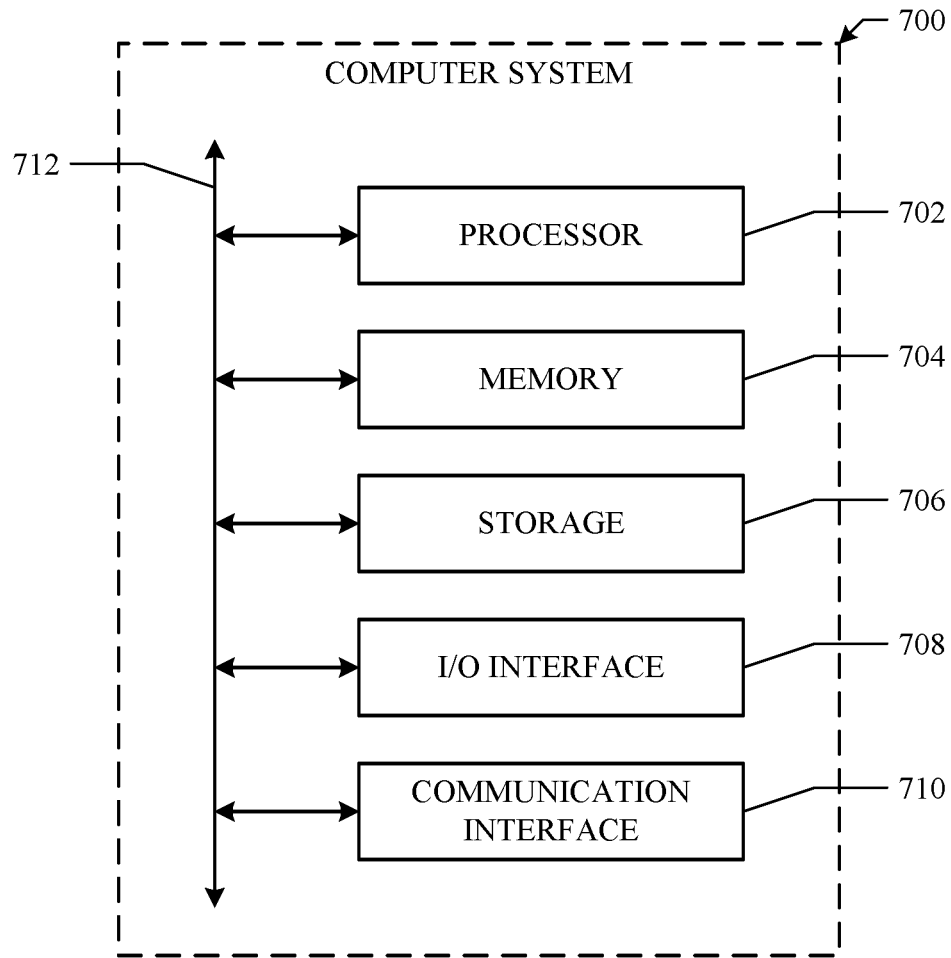 700
COMPUTER SYSTEM
712
PROCESSOR
702
MEMORY
704
STORAGE
706
I/O INTERFACE
708
COMMUNICATION
INTERFACE
710